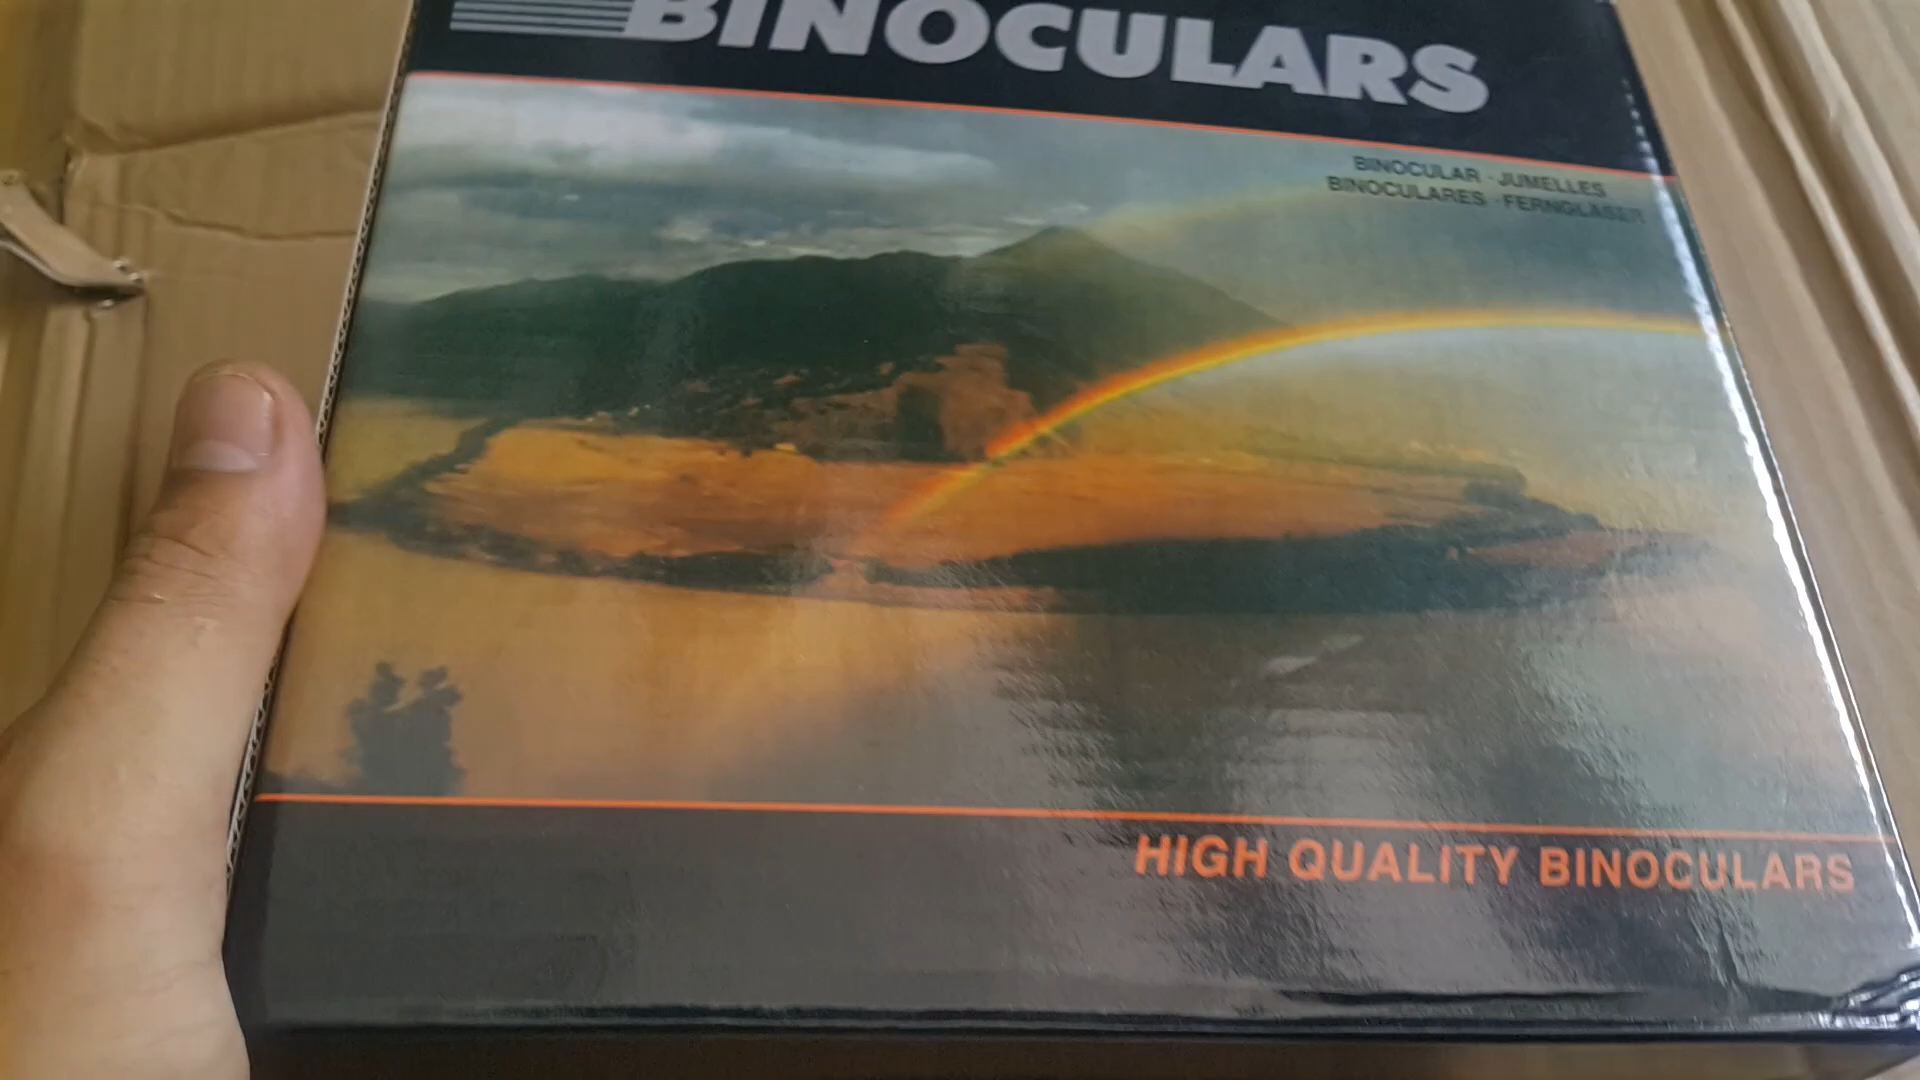 BINOCULARS
BINOCULAR · JUMELLES
BINOCULARES · FERNGLASER
HIGH QUALITY BINOCULARS